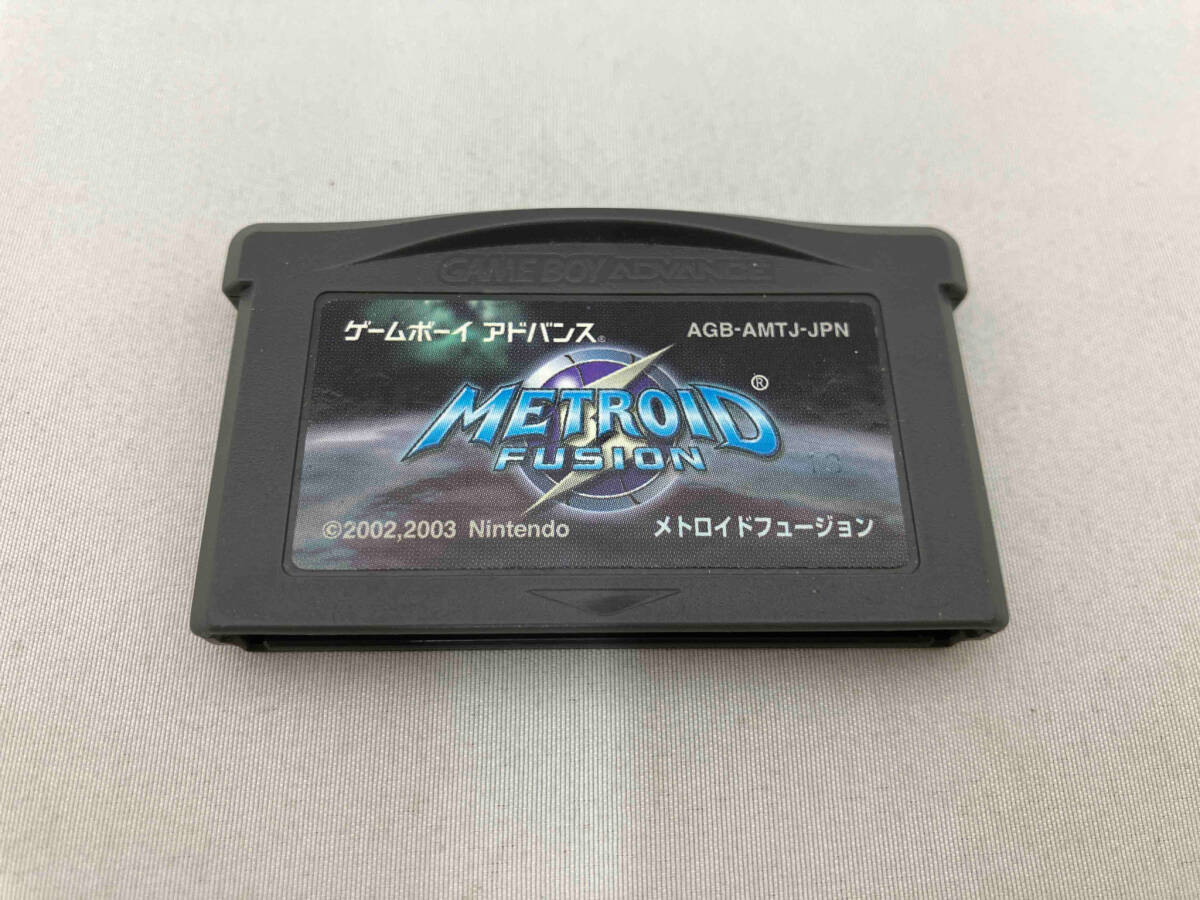 GAME BOY ADVANCE
ゲームボーイ アドバンス®
AGB-AMTJ-JPN
METROID®
FUSION
13
©2002,2003 Nintendo
メトロイドフュージョン